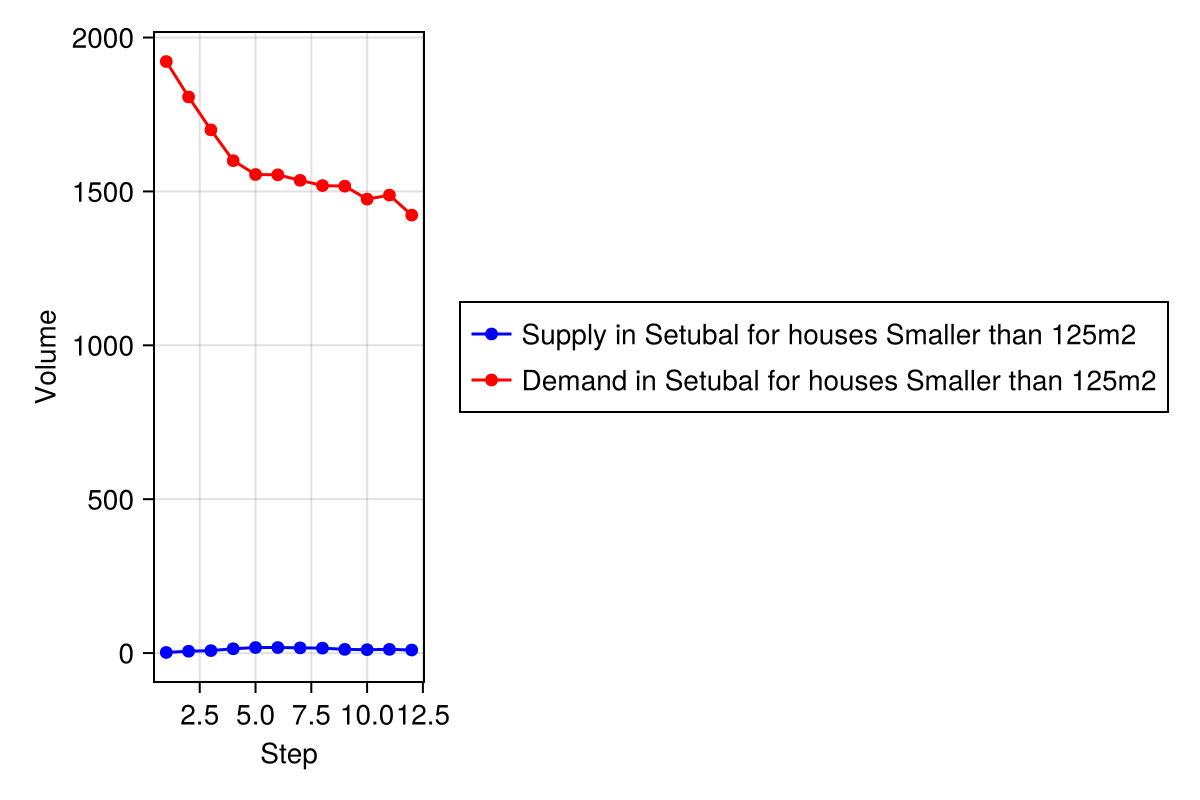 2000
1500
1000
500
0
Volume
2.5 5.0 7.5 10.0 12.5
Step
Supply in Setubal for houses Smaller than 125m2
Demand in Setubal for houses Smaller than 125m2